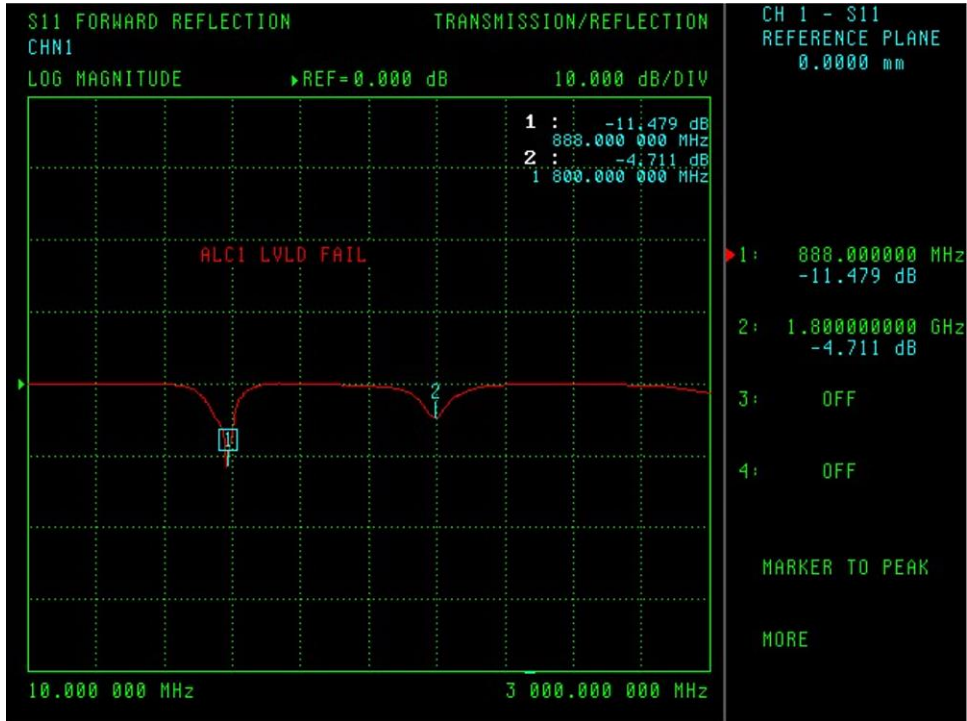 S11 FORWARD REFLECTION TRANSMISSION/REFLECTION
CHN1
LOG MAGNITUDE ▸REF=0.000 dB 10.000 dB/DIV
1 : -11.479 dB
888.000 000 MHz
2 : -4.711 dB
1 800.000 000 MHz
ALC1 LVLD FAIL
2
1
10.000 000 MHz 3 000.000 000 MHz
CH 1 - S11
REFERENCE PLANE
0.0000 mm
1: 888.000000 MHz
-11.479 dB
2: 1.800000000 GHz
-4.711 dB
3: OFF
4: OFF
MARKER TO PEAK
MORE